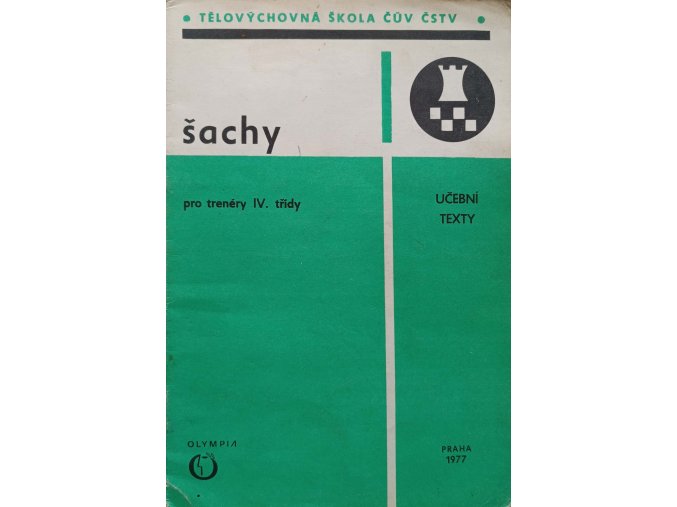 TĚLOVÝCHOVNÁ ŠKOLA ČÚV ČSTV
šachy
pro trenéry IV. třídy
UČEBNÍ
TEXTY
OLYMPIA
PRAHA
1977